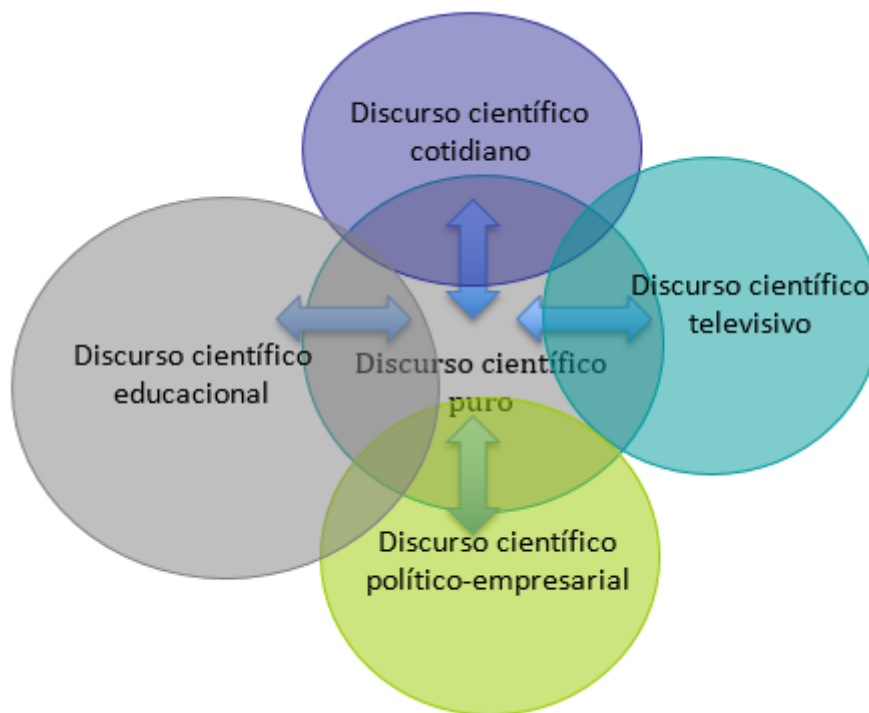 Discurso científico
cotidiano
Discurso científico
televisivo
Discurso científico
educacional
Discurso científico
puro
Discurso científico
político-empresarial